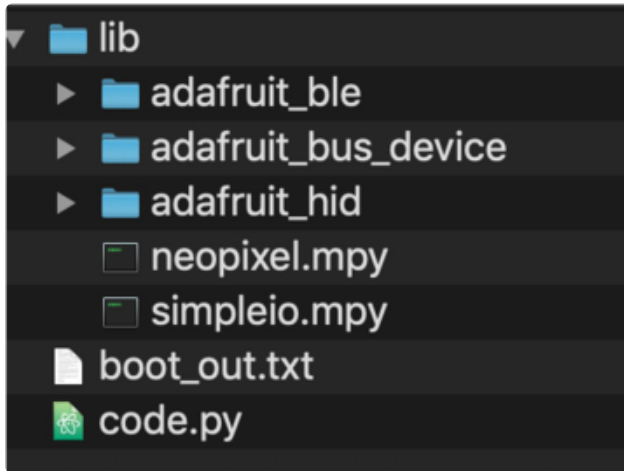 lib
adafruit_ble
adafruit_bus_device
adafruit_hid
neopixel.mpy
simpleio.mpy
boot_out.txt
code.py